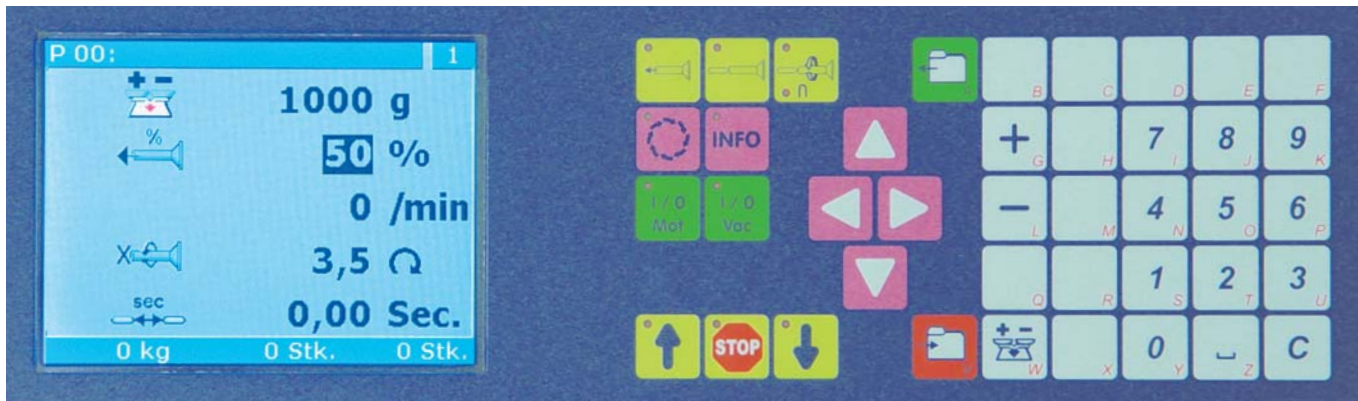 P 00: 1
+ -
1000 g
%
50 %
0 /min
X
3,5
sec
0,00 Sec.
0 kg 0 Stk. 0 Stk.
U
INFO
I / 0 Mot
I / 0 Vac
STOP
B C D E F
+ G H 7 I 8 J 9 K
- L M 4 N 5 O 6 P
Q R 1 S 2 T 3 U
+ - W X 0 Y Z C